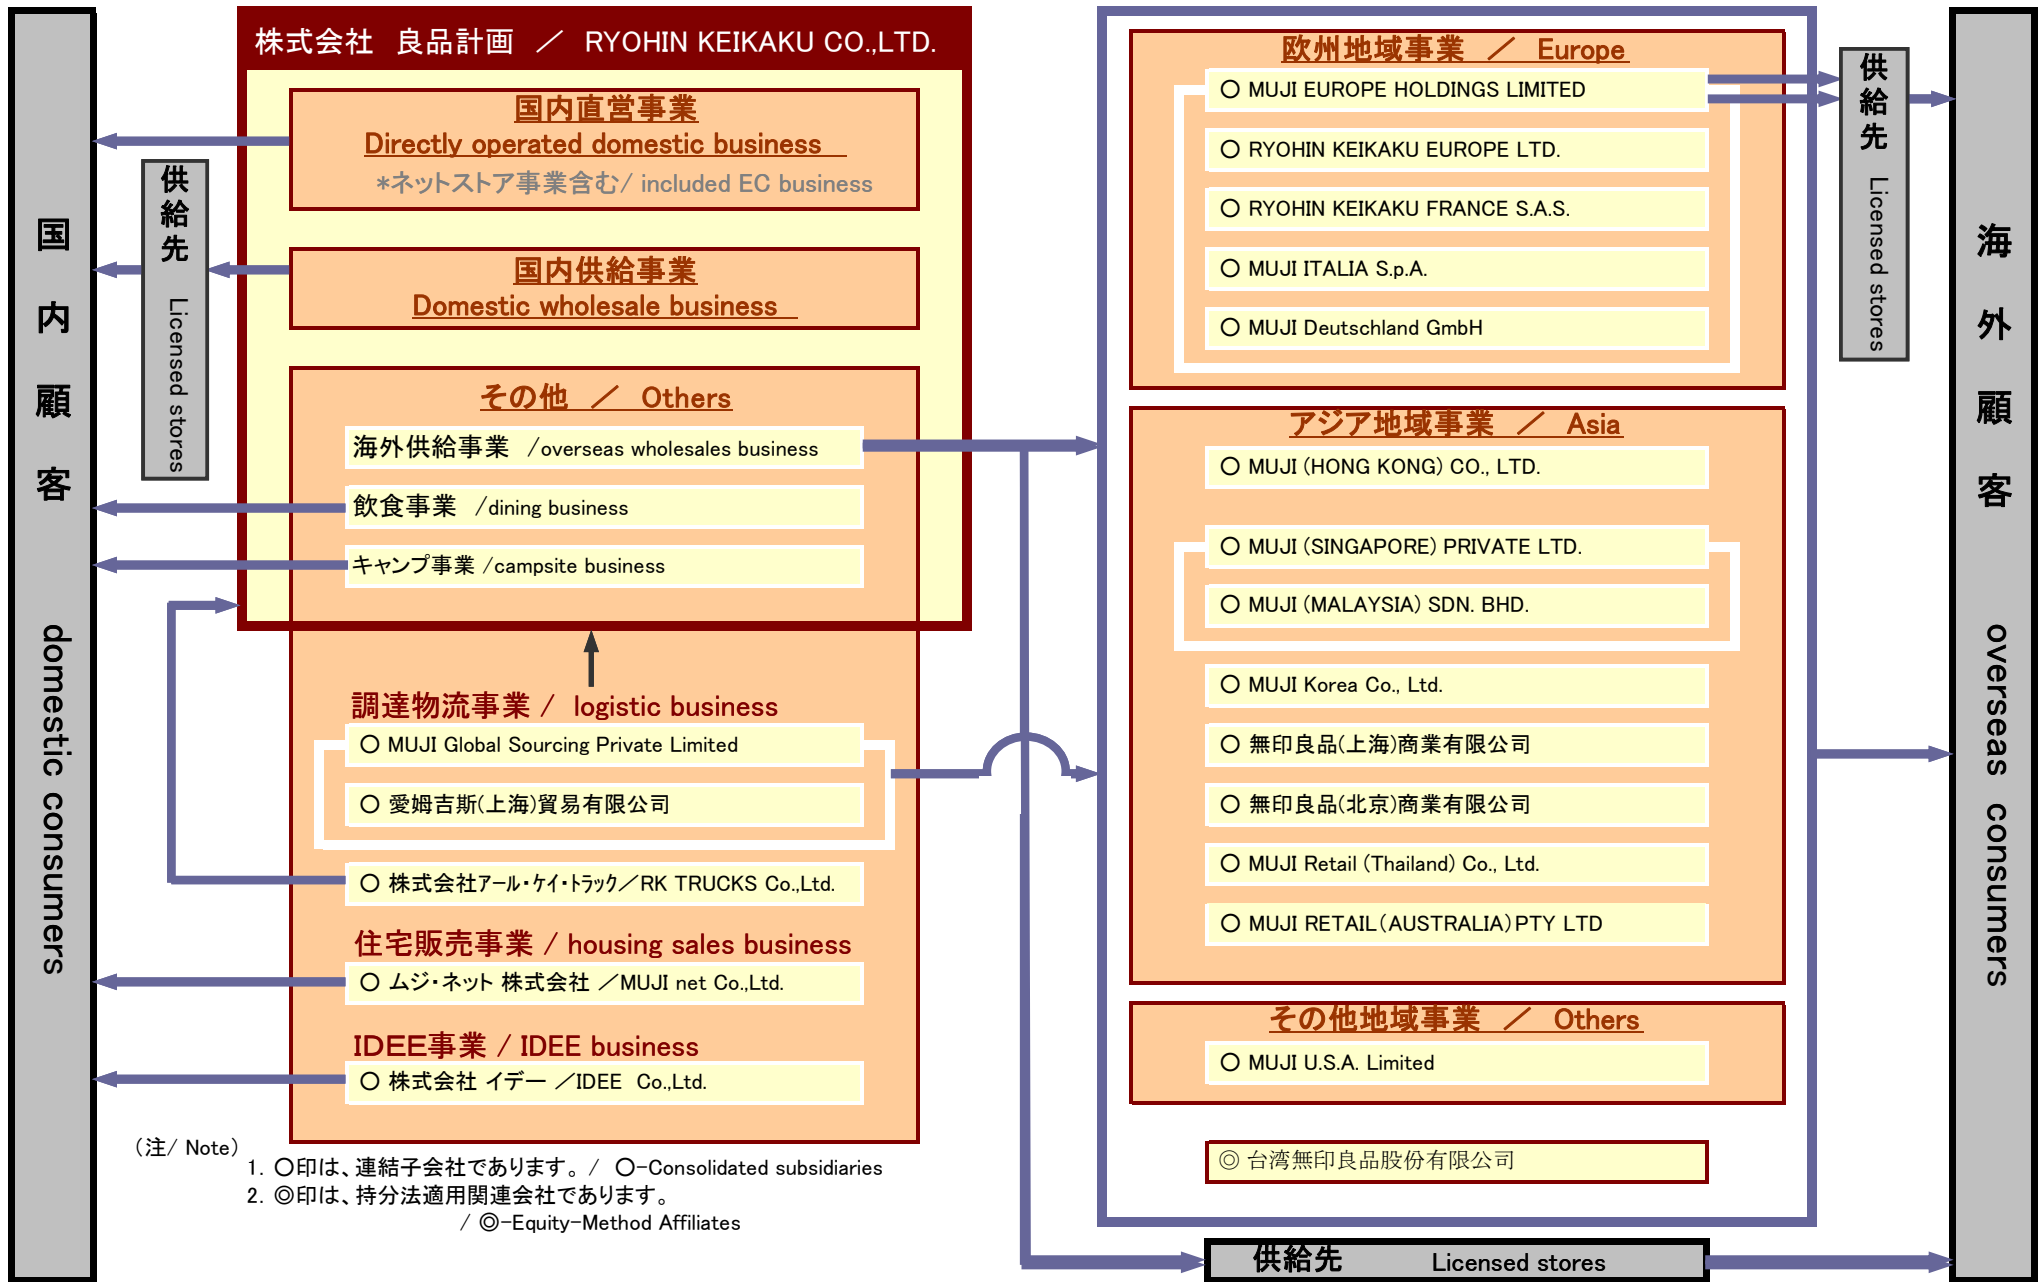 国内顧客 domestic consumers
供給先 Licensed stores
株式会社 良品計画 ／ RYOHIN KEIKAKU CO.,LTD.
国内直営事業
Directly operated domestic business
*ネットストア事業含む/ included EC business
国内供給事業
Domestic wholesale business
その他 ／ Others
海外供給事業 /overseas wholesales business
飲食事業 /dining business
キャンプ事業 /campsite business
調達物流事業 / logistic business
○ MUJI Global Sourcing Private Limited
○ 愛姆吉斯(上海)貿易有限公司
○ 株式会社ｱｰﾙ・ｹｲ・ﾄﾗｯｸ／RK TRUCKS Co.,Ltd.
住宅販売事業 / housing sales business
○ ムジ・ネット 株式会社 ／MUJI net Co.,Ltd.
IDEE事業 / IDEE business
○ 株式会社 イデー ／IDEE Co.,Ltd.
（注/ Note）
1. ○印は、連結子会社であります。 / ○-Consolidated subsidiaries
2. ◎印は、持分法適用関連会社であります。
/ ◎-Equity-Method Affiliates
欧州地域事業 ／ Europe
○ MUJI EUROPE HOLDINGS LIMITED
○ RYOHIN KEIKAKU EUROPE LTD.
○ RYOHIN KEIKAKU FRANCE S.A.S.
○ MUJI ITALIA S.p.A.
○ MUJI Deutschland GmbH
アジア地域事業 ／ Asia
○ MUJI (HONG KONG) CO., LTD.
○ MUJI (SINGAPORE) PRIVATE LTD.
○ MUJI (MALAYSIA) SDN. BHD.
○ MUJI Korea Co., Ltd.
○ 無印良品(上海)商業有限公司
○ 無印良品(北京)商業有限公司
○ MUJI Retail (Thailand) Co., Ltd.
○ MUJI RETAIL（AUSTRALIA）PTY LTD
その他地域事業 ／ Others
○ MUJI U.S.A. Limited
◎ 台湾無印良品股份有限公司
供給先 Licensed stores
供給先 Licensed stores
海外顧客 overseas consumers